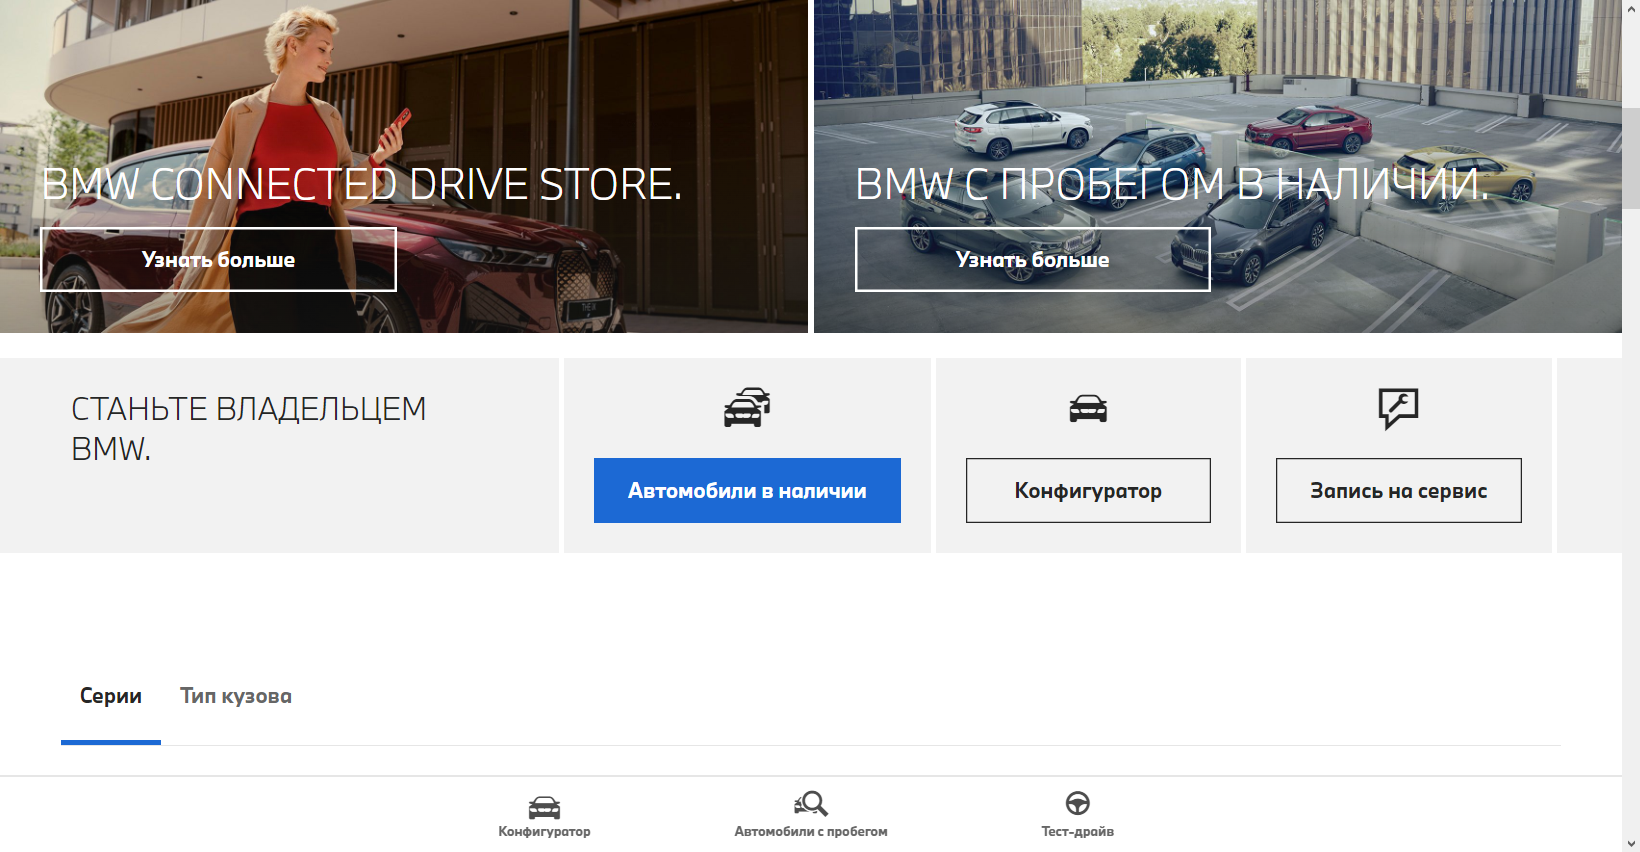 BMW CONNECTED DRIVE STORE.
Узнать больше
BMW С ПРОБЕГОМ В НАЛИЧИИ.
Узнать больше
СТАНЬТЕ ВЛАДЕЛЬЦЕМ
BMW.
Автомобили в наличии
Конфигуратор
Запись на сервис
Серии
Тип кузова
Конфигуратор
Автомобили с пробегом
Тест-драйв